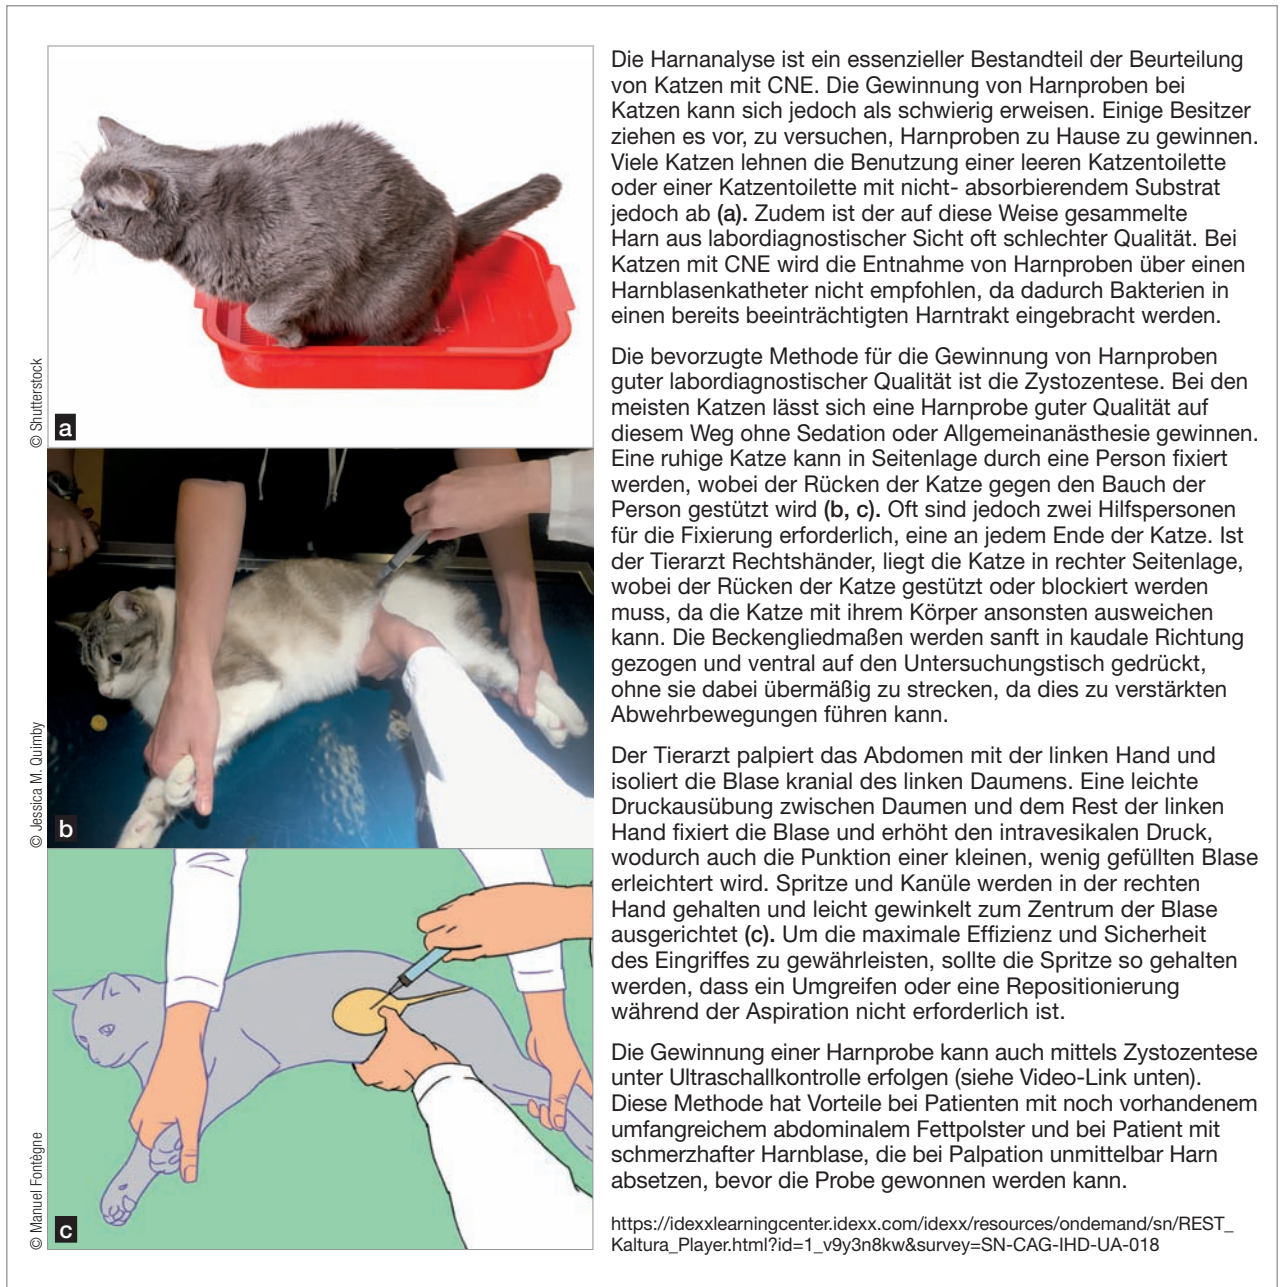 Die Harnanalyse ist ein essenzieller Bestandteil der Beurteilung
von Katzen mit CNE. Die Gewinnung von Harnproben bei
Katzen kann sich jedoch als schwierig erweisen. Einige Besitzer
ziehen es vor, zu versuchen, Harnproben zu Hause zu gewinnen.
Viele Katzen lehnen die Benutzung einer leeren Katzentoilette
oder einer Katzentoilette mit nicht- absorbierendem Substrat
jedoch ab (a). Zudem ist der auf diese Weise gesammelte
Harn aus labordiagnostischer Sicht oft schlechter Qualität. Bei
Katzen mit CNE wird die Entnahme von Harnproben über einen
Harnblasenkatheter nicht empfohlen, da dadurch Bakterien in
einen bereits beeinträchtigten Harntrakt eingebracht werden.
Die bevorzugte Methode für die Gewinnung von Harnproben
guter labordiagnostischer Qualität ist die Zystozentese. Bei den
meisten Katzen lässt sich eine Harnprobe guter Qualität auf
diesem Weg ohne Sedation oder Allgemeinanästhesie gewinnen.
Eine ruhige Katze kann in Seitenlage durch eine Person fixiert
werden, wobei der Rücken der Katze gegen den Bauch der
Person gestützt wird (b, c). Oft sind jedoch zwei Hilfspersonen
für die Fixierung erforderlich, eine an jedem Ende der Katze. Ist
der Tierarzt Rechtshänder, liegt die Katze in rechter Seitenlage,
wobei der Rücken der Katze gestützt oder blockiert werden
muss, da die Katze mit ihrem Körper ansonsten ausweichen
kann. Die Beckengliedmaßen werden sanft in kaudale Richtung
gezogen und ventral auf den Untersuchungstisch gedrückt,
ohne sie dabei übermäßig zu strecken, da dies zu verstärkten
Abwehrbewegungen führen kann.
Der Tierarzt palpiert das Abdomen mit der linken Hand und
isoliert die Blase kranial des linken Daumens. Eine leichte
Druckausübung zwischen Daumen und dem Rest der linken
Hand fixiert die Blase und erhöht den intravesikalen Druck,
wodurch auch die Punktion einer kleinen, wenig gefüllten Blase
erleichtert wird. Spritze und Kanüle werden in der rechten
Hand gehalten und leicht gewinkelt zum Zentrum der Blase
ausgerichtet (c). Um die maximale Effizienz und Sicherheit
des Eingriffes zu gewährleisten, sollte die Spritze so gehalten
werden, dass ein Umgreifen oder eine Repositionierung
während der Aspiration nicht erforderlich ist.
Die Gewinnung einer Harnprobe kann auch mittels Zystozentese
unter Ultraschallkontrolle erfolgen (siehe Video-Link unten).
Diese Methode hat Vorteile bei Patienten mit noch vorhandenem
umfangreichem abdominalem Fettpolster und bei Patient mit
schmerzhafter Harnblase, die bei Palpation unmittelbar Harn
absetzen, bevor die Probe gewonnen werden kann.
https://idexxlearningcenter.idexx.com/idexx/resources/ondemand/sn/REST_
Kaltura_Player.html?id=1_v9y3n8kw&survey=SN-CAG-IHD-UA-018
© Shutterstock
a
© Jessica M. Quimby
b
© Manuel Fontègne
c